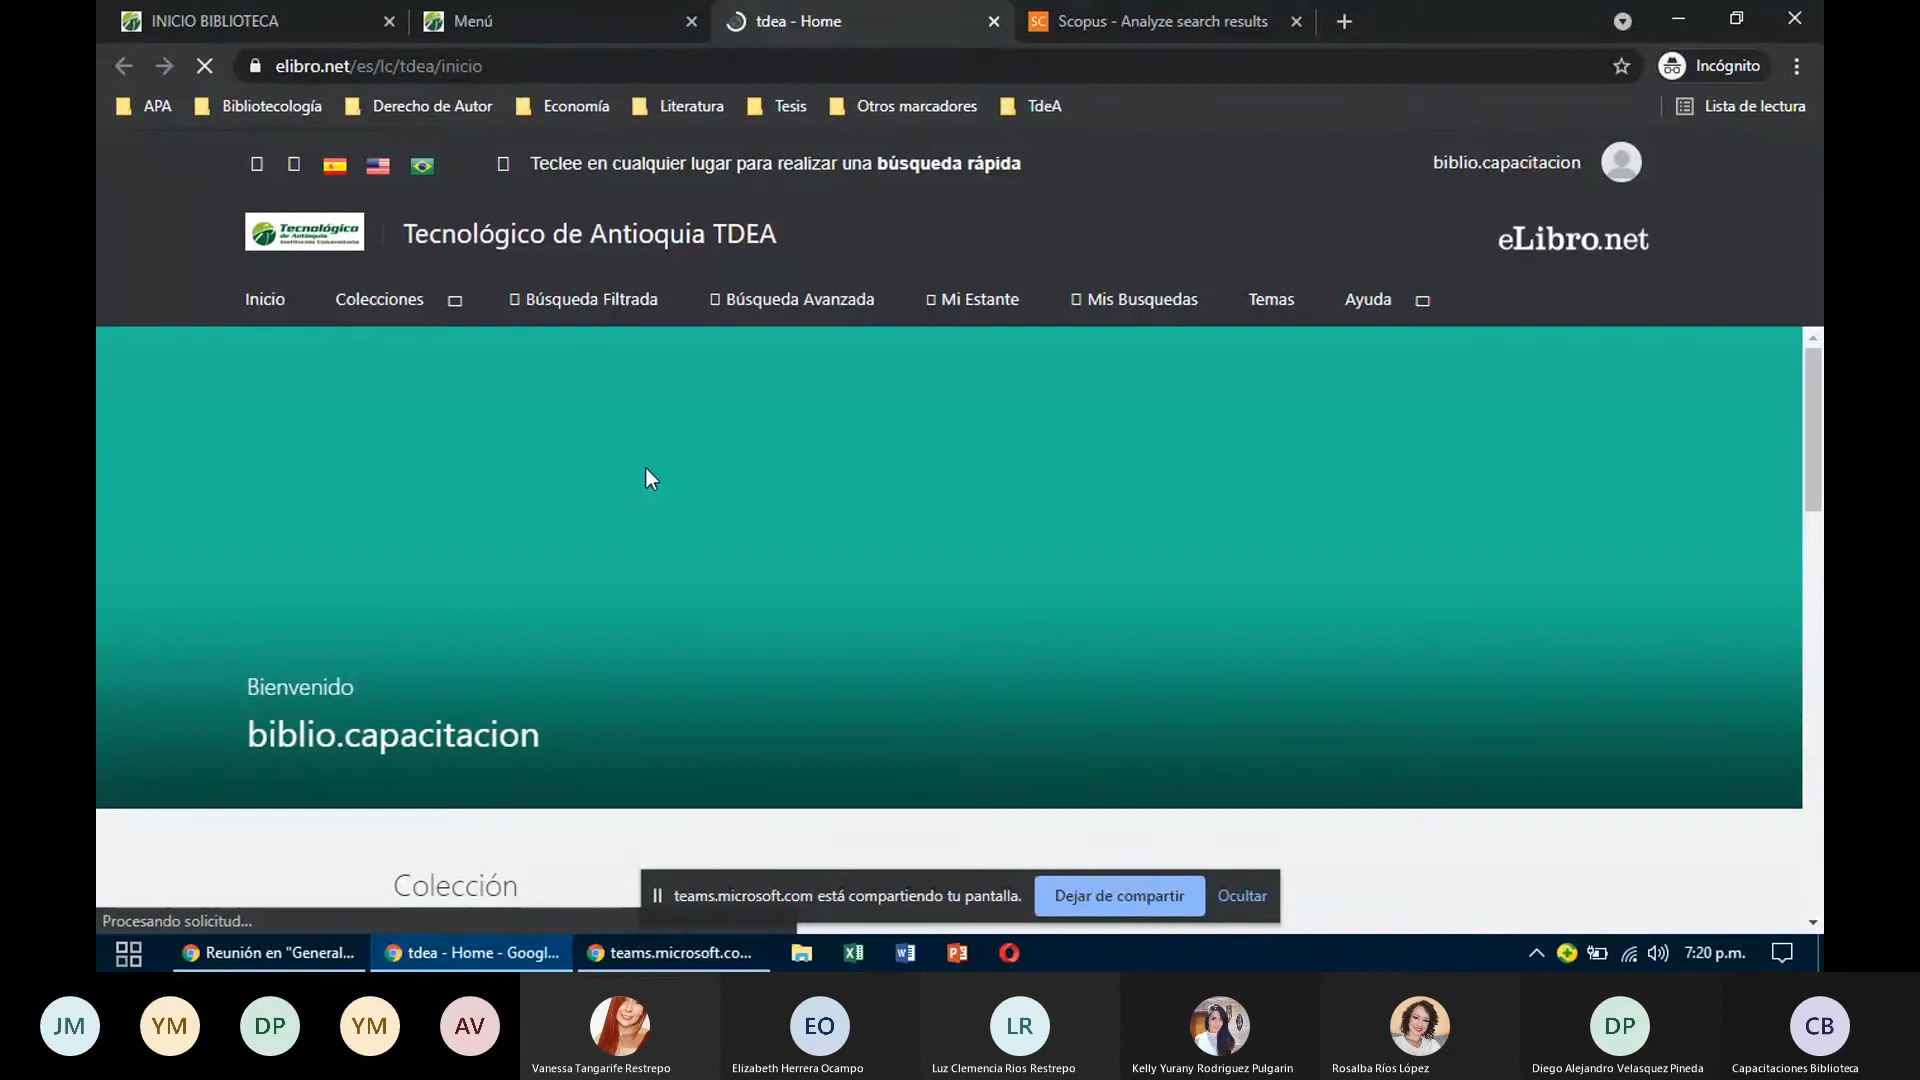 INICIO BIBLIOTECA
Menú
tdea - Home
SC Scopus - Analyze search results
elibro.net/es/lc/tdea/inicio
Incógnito
APA Bibliotecología Derecho de Autor Economía Literatura Tesis Otros marcadores TdeA Lista de lectura
Teclee en cualquier lugar para realizar una búsqueda rápida
biblio.capacitacion
Tecnológico
de Antioquia
Institución Universitaria
Tecnológico de Antioquia TDEA
eLibro.net
Inicio Colecciones Búsqueda Filtrada Búsqueda Avanzada Mi Estante Mis Busquedas Temas Ayuda
Bienvenido
biblio.capacitacion
Colección
teams.microsoft.com está compartiendo tu pantalla. Dejar de compartir Ocultar
Procesando solicitud...
Reunión en "General... tdea - Home - Googl... teams.microsoft.co... 7:20 p.m.
JM YM DP YM AV EO LR DP CB
Vanessa Tangarife Restrepo Elizabeth Herrera Ocampo Luz Clemencia Rios Restrepo Kelly Yurany Rodriguez Pulgarin Rosalba Ríos López Diego Alejandro Velasquez Pineda Capacitaciones Biblioteca